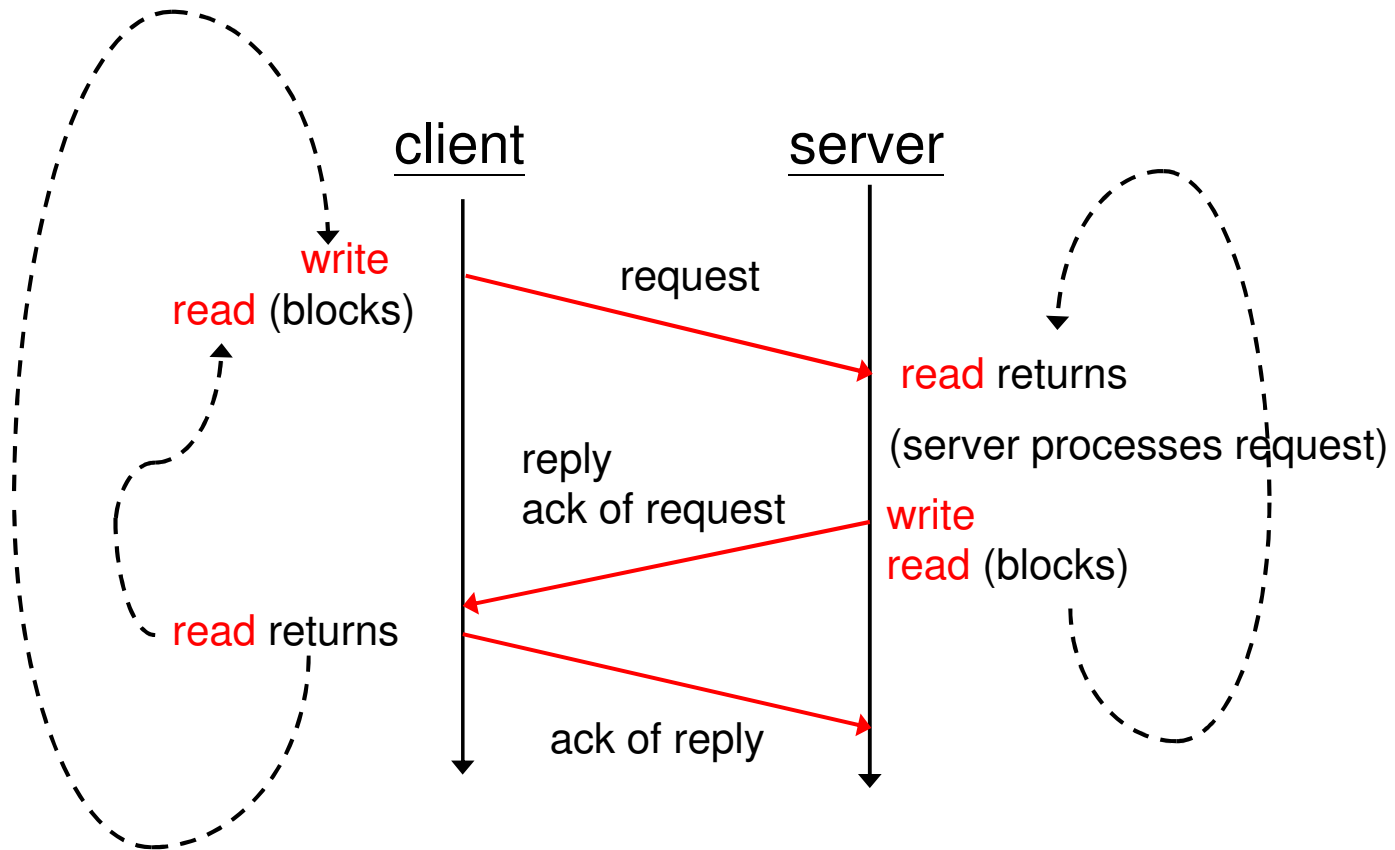 client
server
write
request
read (blocks)
read returns
(server processes request)
reply
ack of request
write
read (blocks)
read returns
ack of reply